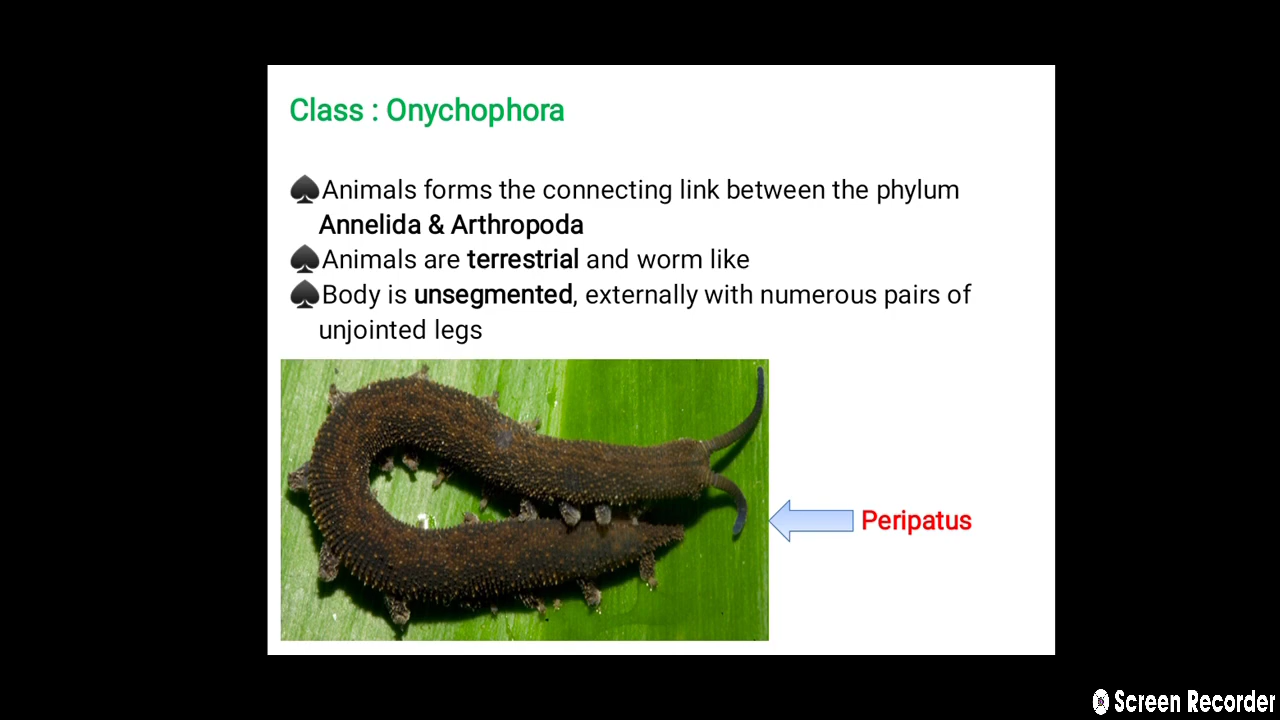 Class : Onychophora
♠Animals forms the connecting link between the phylum
Annelida & Arthropoda
♠Animals are terrestrial and worm like
♠Body is unsegmented, externally with numerous pairs of
unjointed legs
Peripatus
Screen Recorder